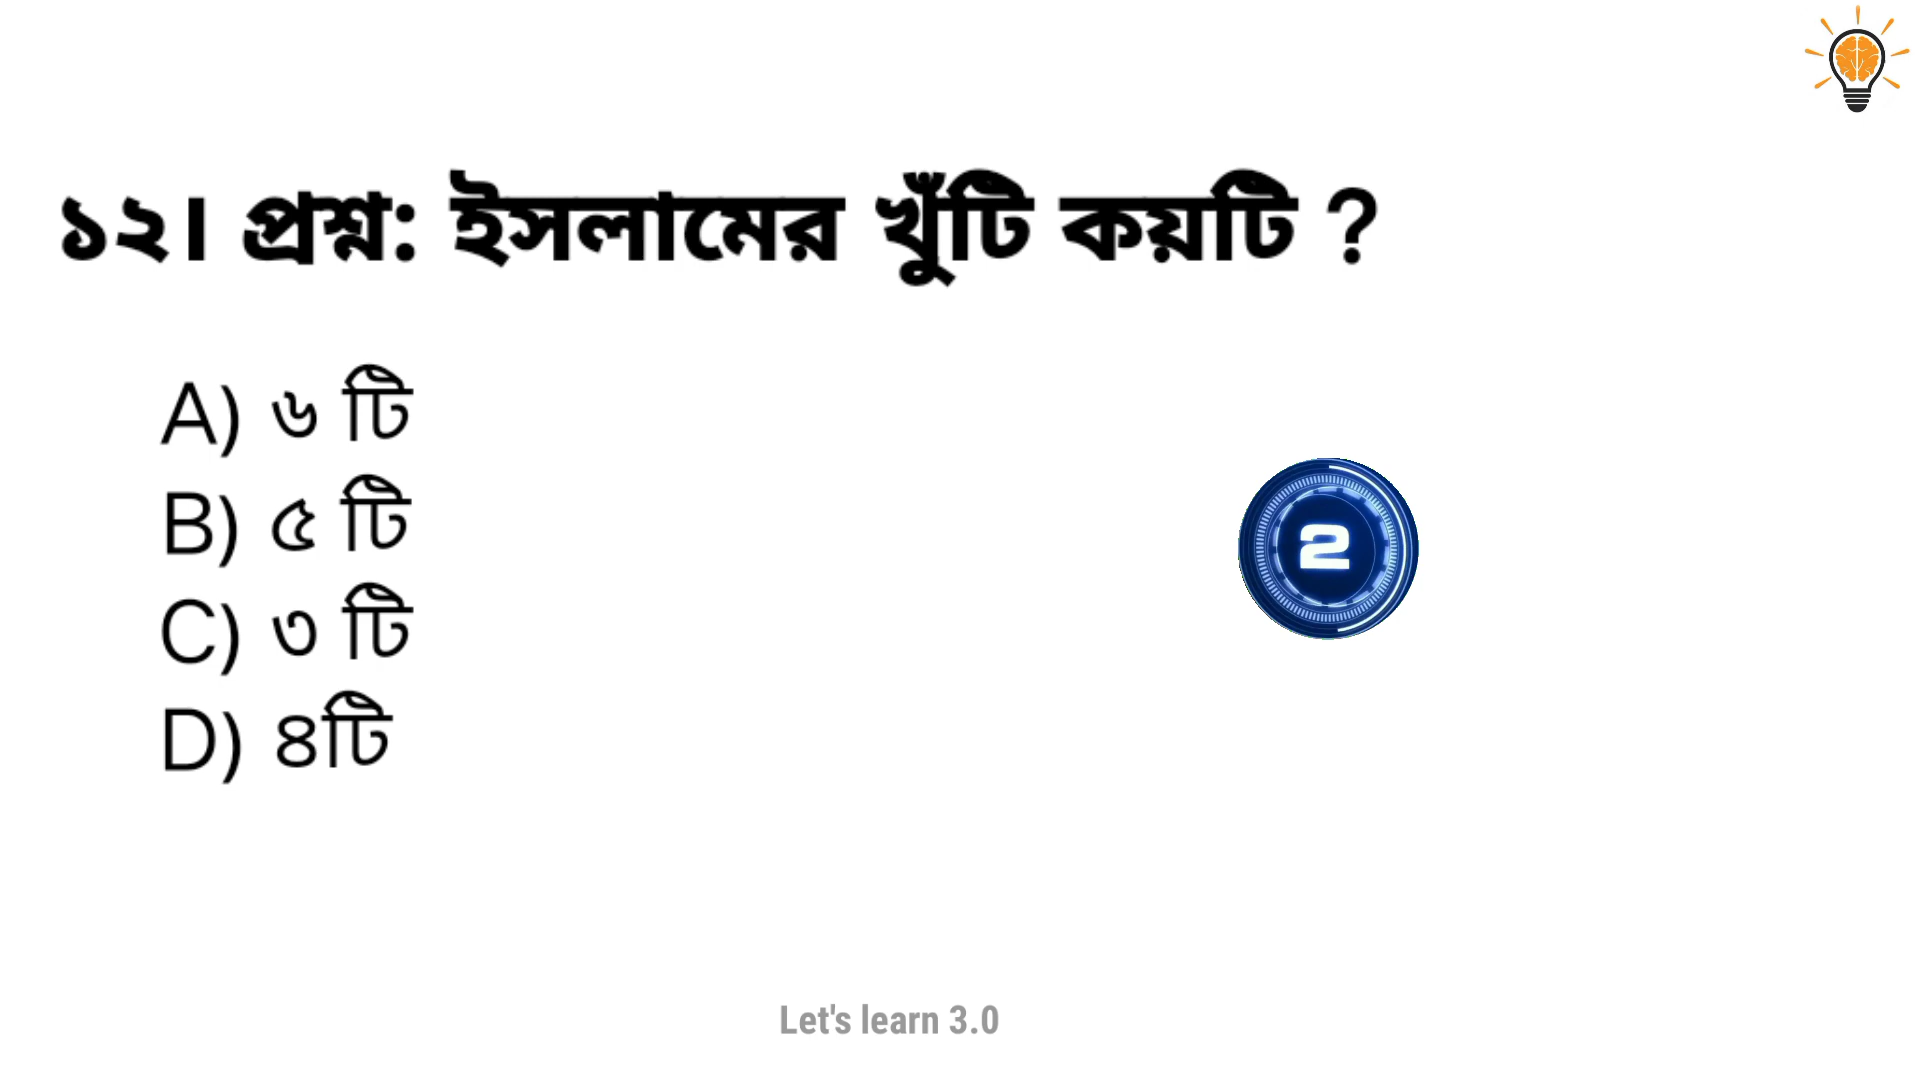 ১২। প্রশ্ন: ইসলামের খুঁটি কয়টি ?
A) ৬ টি
B) ৫ টি
2
C) ৩ টি
D) ৪টি
Let's learn 3.0